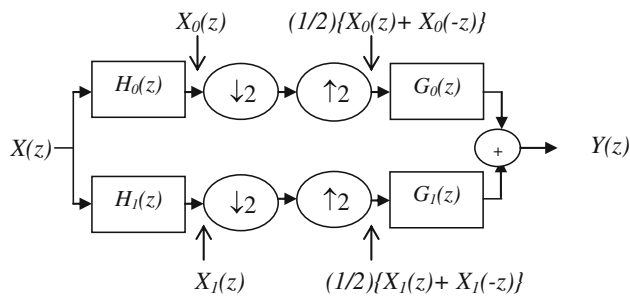 X₀(z) (1/2){X₀(z)+ X₀(-z)}
H₀(z) ↓2 ↑2 G₀(z)
X(z) + Y(z)
H₁(z) ↓2 ↑2 G₁(z)
X₁(z) (1/2){X₁(z)+ X₁(-z)}